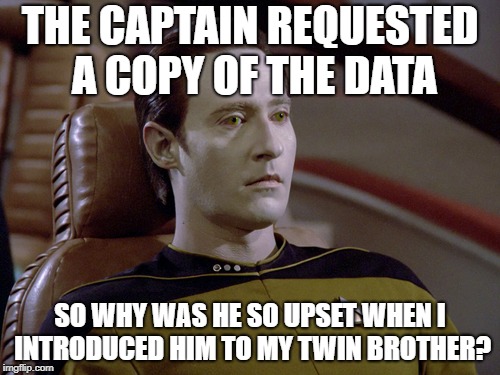 THE CAPTAIN REQUESTED
A COPY OF THE DATA
SO WHY WAS HE SO UPSET WHEN I
INTRODUCED HIM TO MY TWIN BROTHER?
imgflip.com